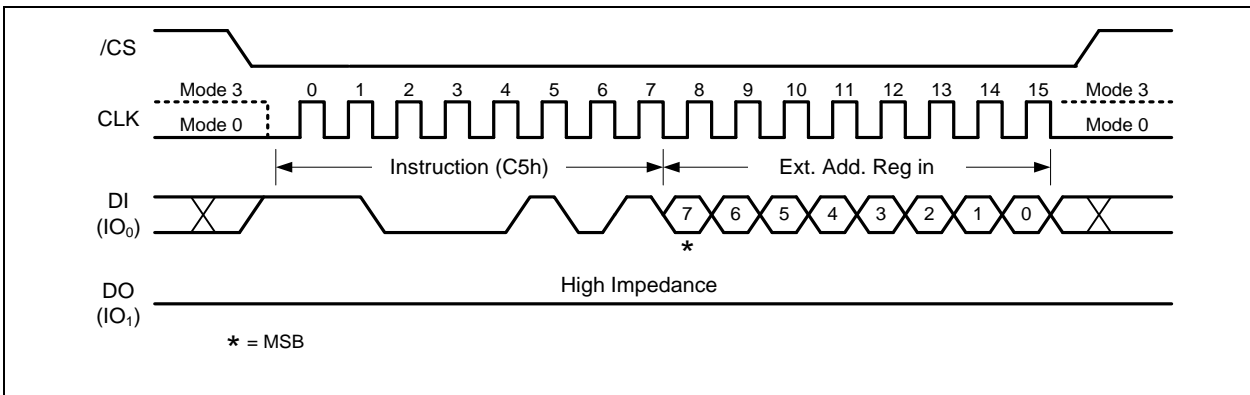 /CS
Mode 3 0 1 2 3 4 5 6 7 8 9 10 11 12 13 14 15 Mode 3
CLK
Mode 0 Mode 0
Instruction (C5h) Ext. Add. Reg in
DI
(IO₀)
7 6 5 4 3 2 1 0
*
High Impedance
DO
(IO₁)
* = MSB